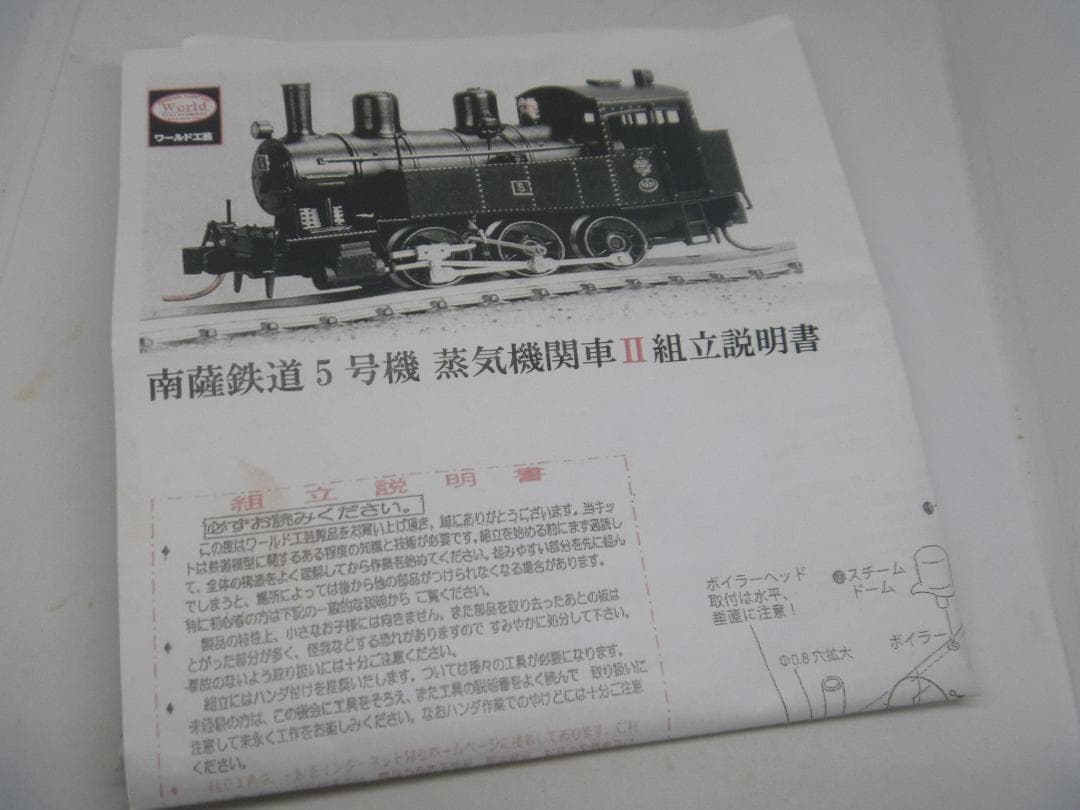 World
ワールド工芸
5
南薩鉄道5号機 蒸気機関車Ⅱ組立説明書
組立説明書
必ずお読みください。
この度はワールド工芸製品をお買い上げ頂き、誠にありがとうございます。当キッ
トは鉄道模型に関するある程度の知識と技術が必要です。組立を始める前にまず通読し
て、全体の構造をよく理解してから作業を始めてください。組みやすい部分を先に組ん
でしまうと、場所によっては後から他の部品がつけられなくなる場合があります。
特に初心者の方は下記の一般的な説明から ご覧ください。
製品の特性上、小さなお子様には向きません。また部品を取り去ったあとの板は
とがった部分が多く、怪我などする恐れがありますので すみやかに処分して下さい。
事故のないよう取り扱いには十分ご注意ください。
組立にはハンダ付けを推奨いたします。ついては種々の工具が必要になります。
未経験の方は、この機会に工具をそろえ、また工具の説明書をよく読んで 取り扱いに
注意して末永く工作をお楽しみください。なおハンダ作業でのやけどには十分ご注意
ください。
ボイラーヘッド
取付は水平、
垂直に注意！
スチーム
ドーム
ボイラー
Φ0.8穴拡大